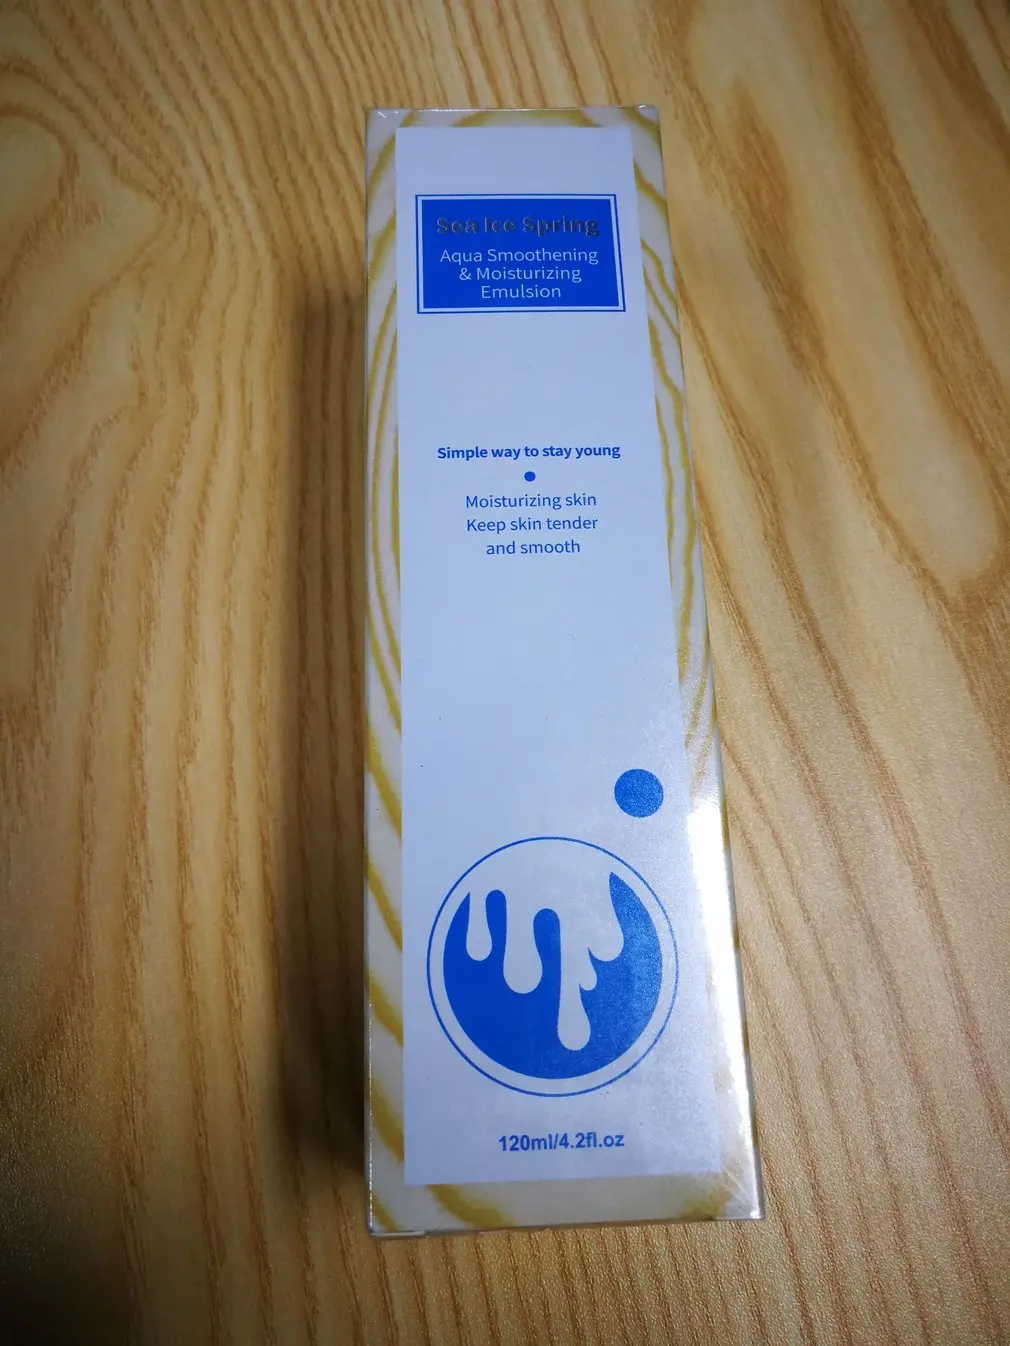 Sea Ice Spring
Aqua Smoothening
& Moisturizing
Emulsion
Simple way to stay young
Moisturizing skin
Keep skin tender
and smooth
120ml/4.2fl.oz